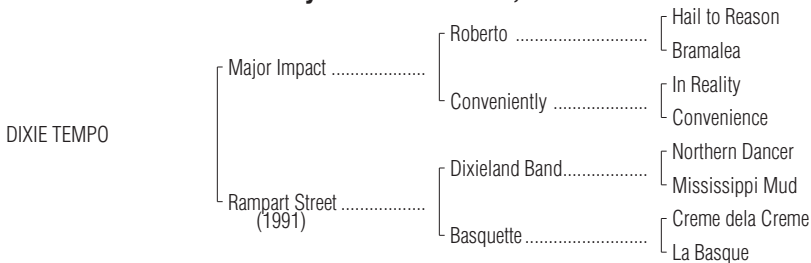 Hail to Reason
Roberto ..............................
Bramalea
Major Impact .....................
In Reality
Conveniently .....................
Convenience
DIXIE TEMPO
Northern Dancer
Dixieland Band...................
Mississippi Mud
Rampart Street ...................
(1991)
Creme dela Creme
Basquette ...........................
La Basque